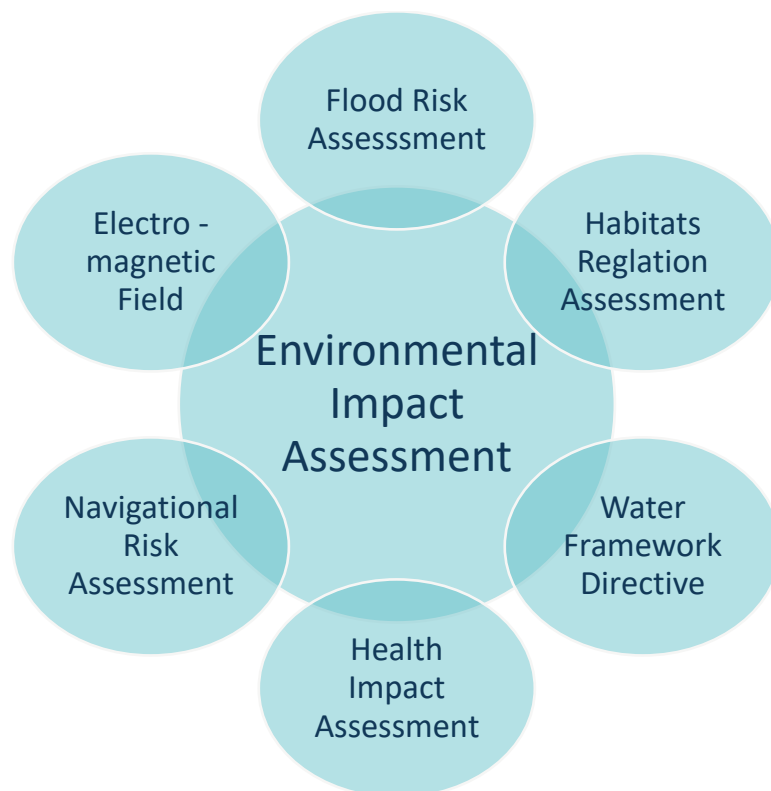 Flood Risk
Assesssment
Habitats
Reglation
Assessment
Water
Framework
Directive
Health
Impact
Assessment
Navigational
Risk
Assessment
Electro -
magnetic
Field
Environmental
Impact
Assessment